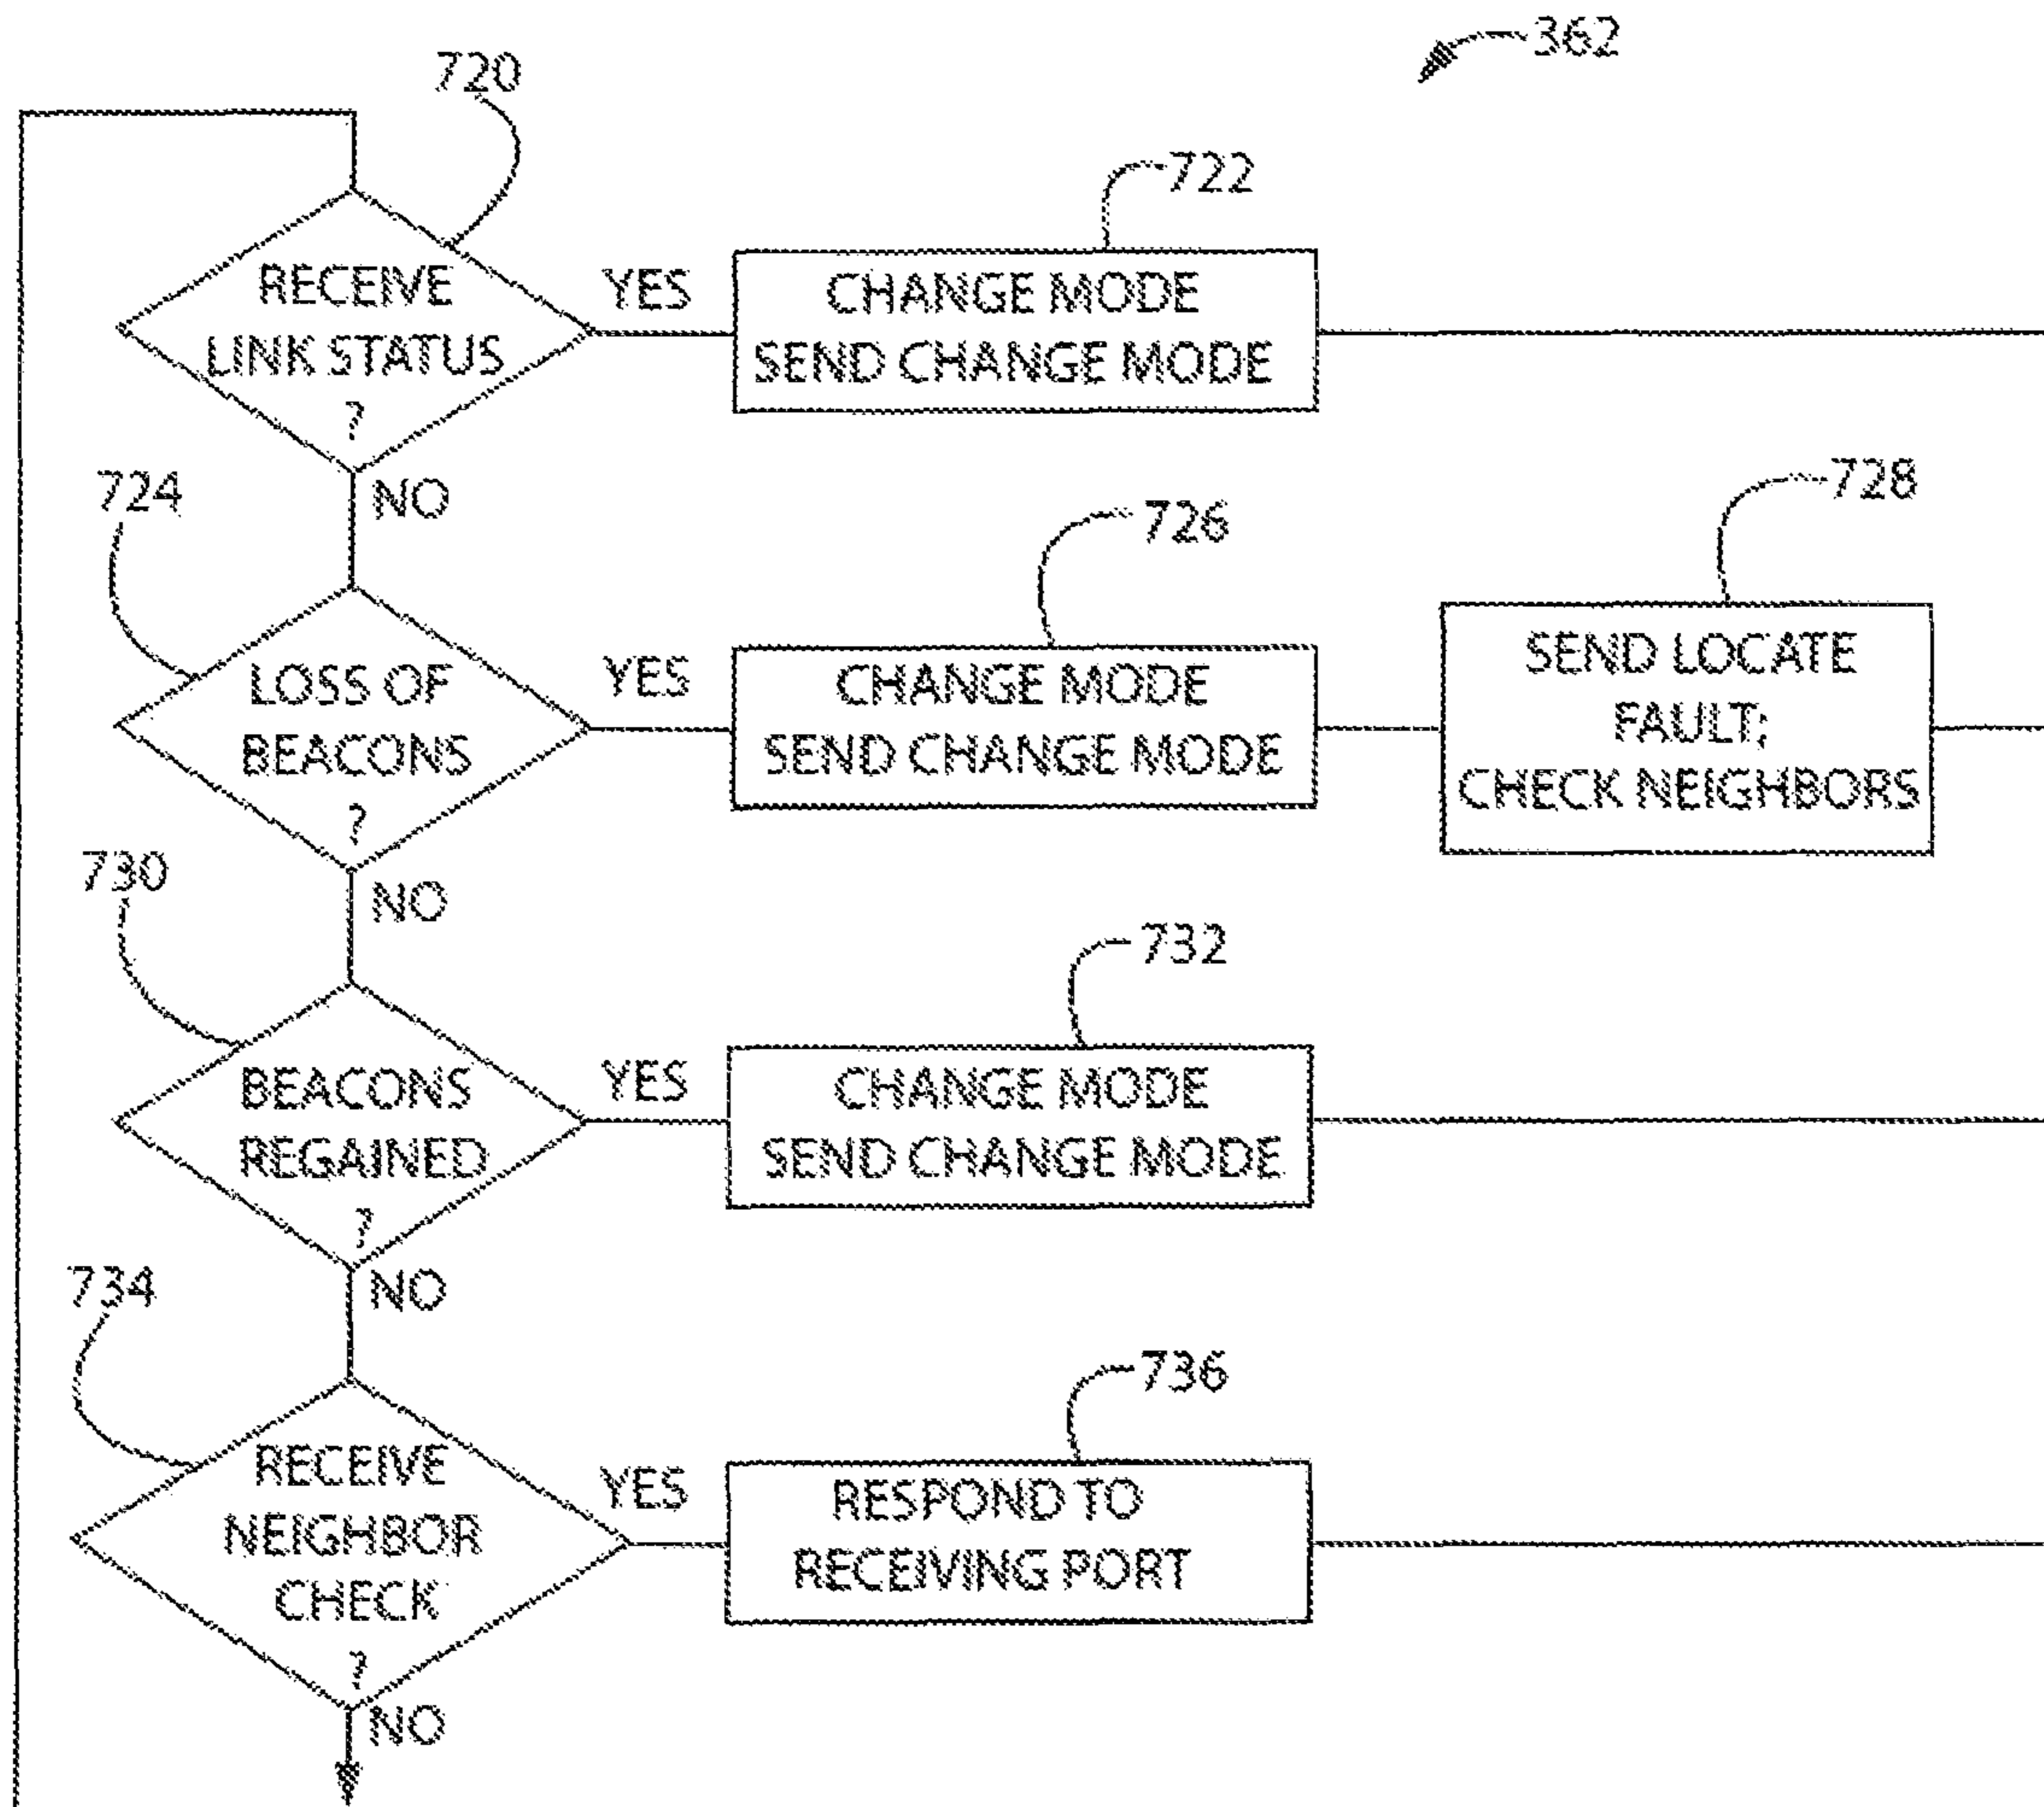 362
720
722
RECEIVE
LINK STATUS
?
YES
CHANGE MODE
SEND CHANGE MODE
NO
724
726
728
LOSS OF
BEACONS
?
YES
CHANGE MODE
SEND CHANGE MODE
SEND LOCATE
FAULT;
CHECK NEIGHBORS
NO
730
732
BEACONS
REGAINED
?
YES
CHANGE MODE
SEND CHANGE MODE
NO
734
736
RECEIVE
NEIGHBOR
CHECK
?
YES
RESPOND TO
RECEIVING PORT
NO